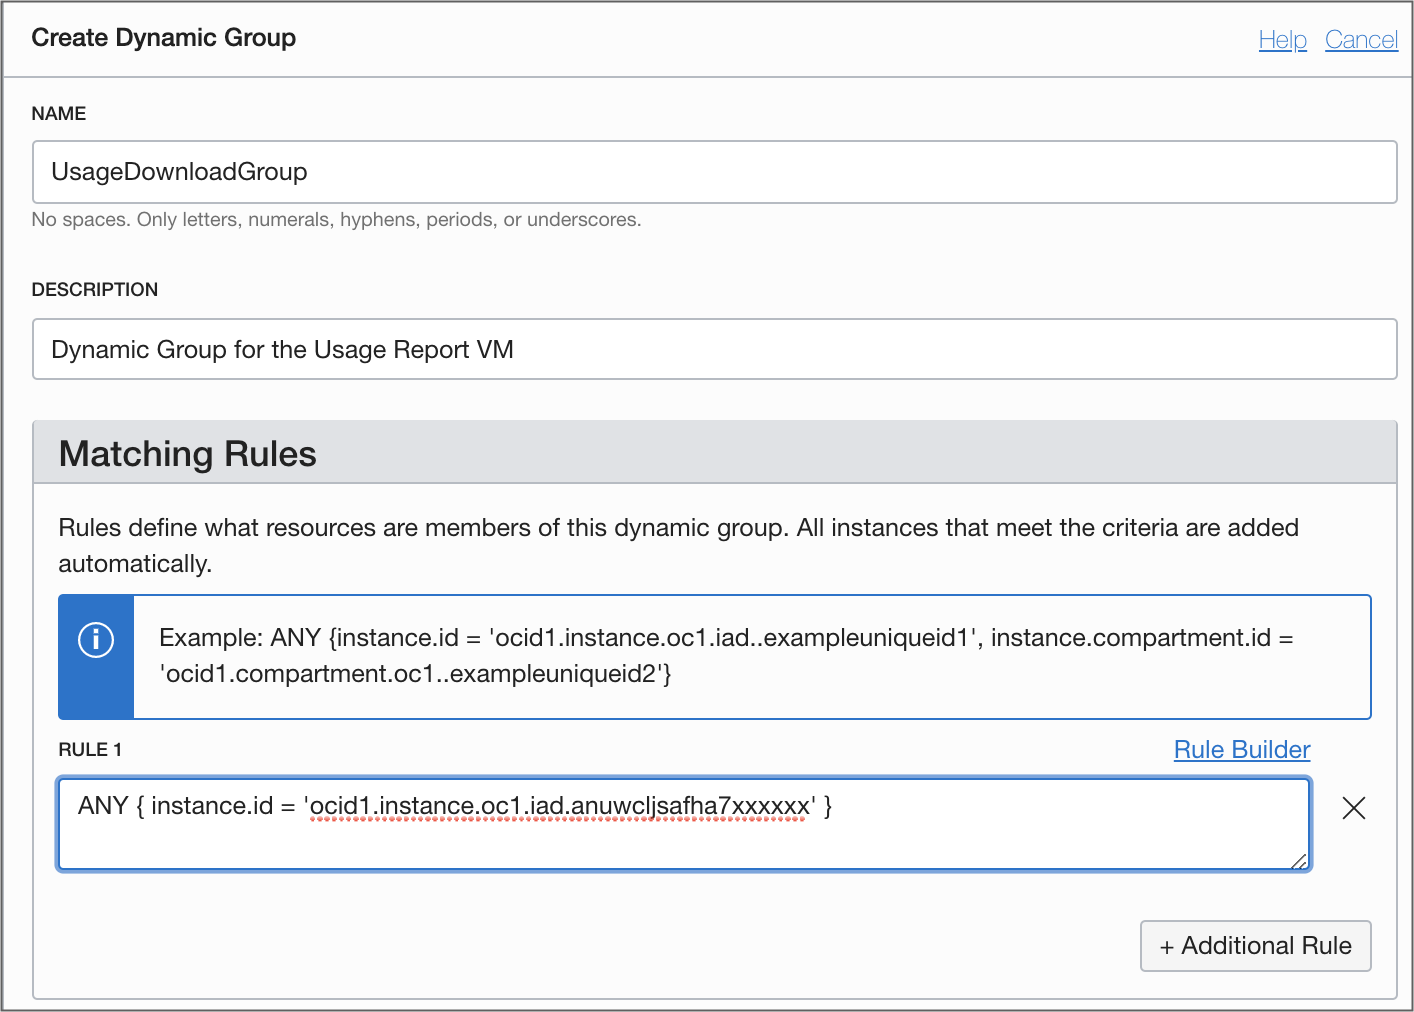 Create Dynamic Group
Help Cancel
NAME
UsageDownloadGroup
No spaces. Only letters, numerals, hyphens, periods, or underscores.
DESCRIPTION
Dynamic Group for the Usage Report VM
Matching Rules
Rules define what resources are members of this dynamic group. All instances that meet the criteria are added
automatically.
Example: ANY {instance.id = 'ocid1.instance.oc1.iad..exampleuniqueid1', instance.compartment.id =
'ocid1.compartment.oc1..exampleuniqueid2'}
RULE 1
Rule Builder
ANY { instance.id = 'ocid1.instance.oc1.iad.anuwcljsafha7xxxxxx' }
+ Additional Rule